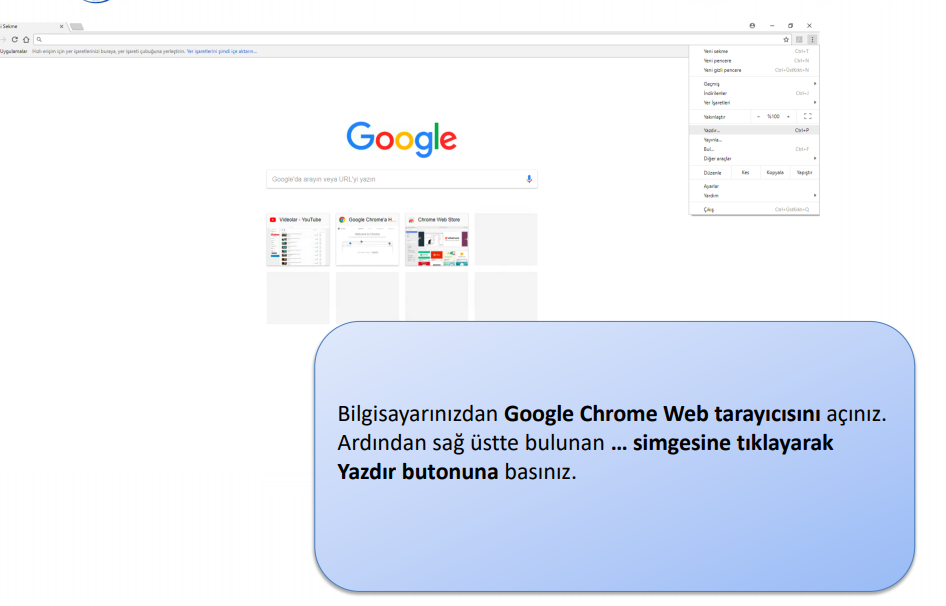 i Sekme
Uygulamalar Hızlı erişim için yer işaretlerinizi buraya, yer işareti çubuğuna yerleştirin. Yer işaretlerini şimdi içe aktarın...
Yeni sekme Ctrl+T
Yeni pencere Ctrl+N
Yeni gizli pencere Ctrl+ÜstKrkt+N
Geçmiş
İndirilenler Ctrl+J
Yer İşaretleri
Yakınlaştır - %100 +
Yazdır... Ctrl+P
Yayınla...
Bul... Ctrl+F
Diğer araçlar
Düzenle Kes Kopyala Yapıştır
Ayarlar
Yardım
Çıkış Ctrl+ÜstKrkt+Q
Google
Google'da arayın veya URL'yi yazın
Videolar - YouTube
Google Chrome'a H...
Chrome Web Store
Bilgisayarınızdan Google Chrome Web tarayıcısını açınız.
Ardından sağ üstte bulunan ... simgesine tıklayarak
Yazdır butonuna basınız.